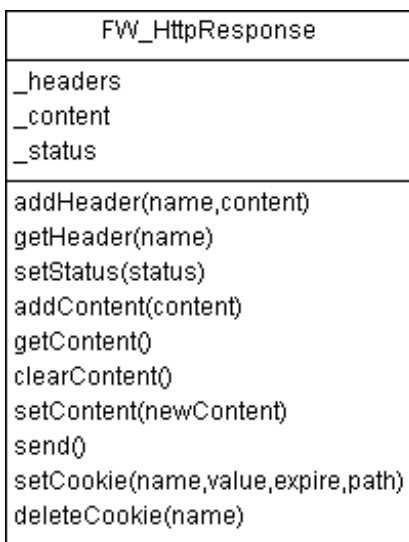 FW_HttpResponse
_headers
_content
_status
addHeader(name,content)
getHeader(name)
setStatus(status)
addContent(content)
getContent()
clearContent()
setContent(newContent)
send()
setCookie(name,value,expire,path)
deleteCookie(name)